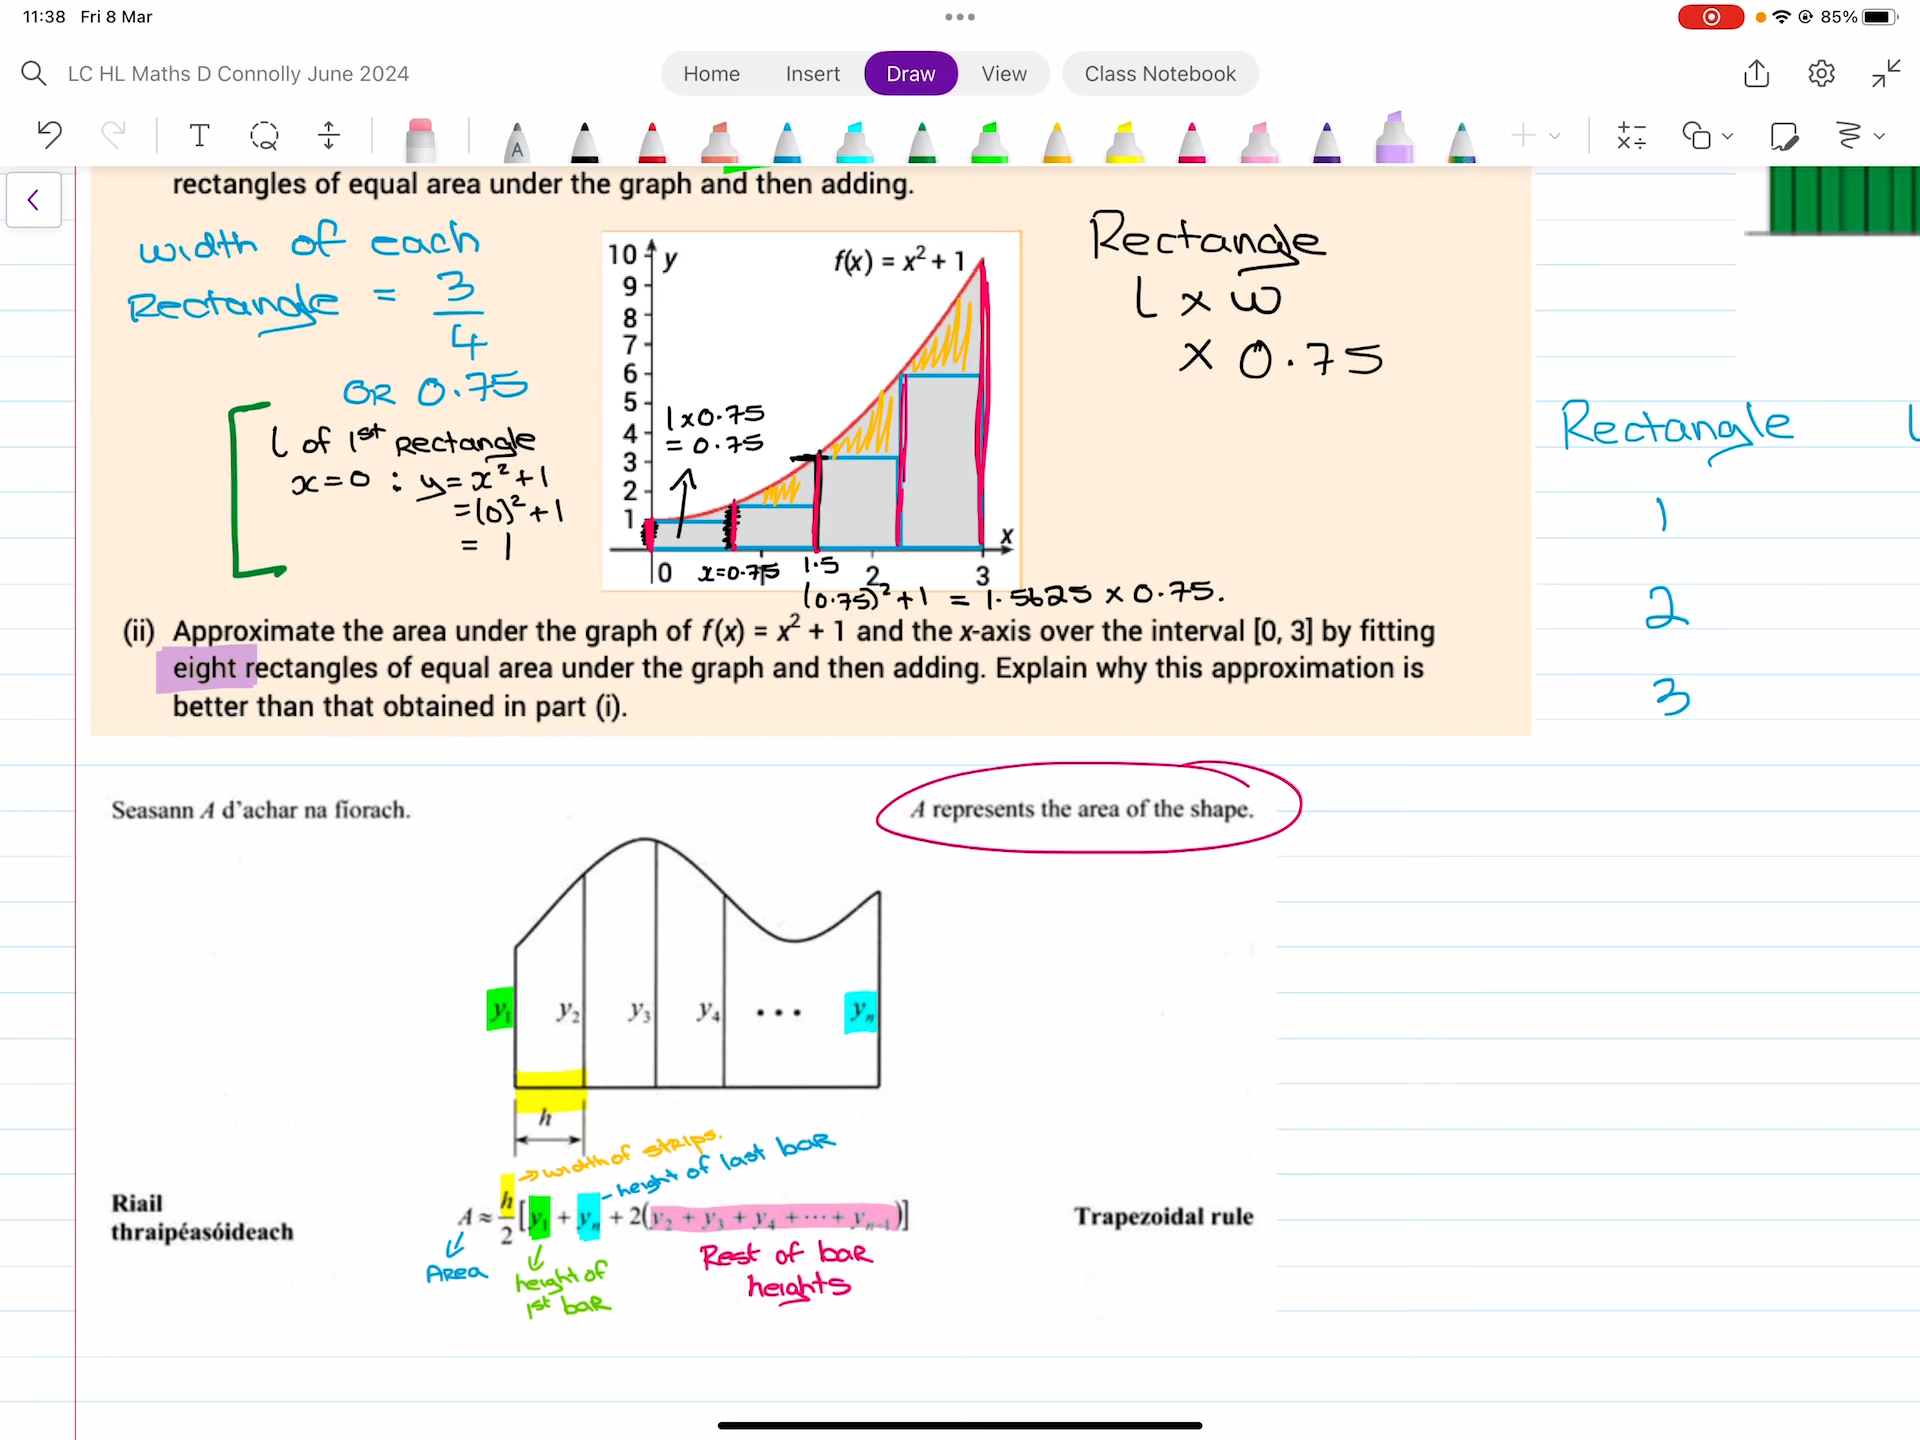 11:38 Fri 8 Mar
85%
LC HL Maths D Connolly June 2024
Home Insert Draw View Class Notebook
rectangles of equal area under the graph and then adding.
width of each
Rectangle = 3/4
OR 0.75
l of 1st Rectangle
x=0 : y=x²+1
=(0)²+1
= 1
10 y
9
8
7
6
5
4
3
2
1
f(x) = x² + 1
1x0.75
= 0.75
x
0 x=0.75 1 1.5 2 3
(0.75)²+1 = 1.5625 x 0.75.
Rectangle
L x w
x 0.75
Rectangle
1
2
3
(ii) Approximate the area under the graph of f(x) = x² + 1 and the x-axis over the interval [0, 3] by fitting
eight rectangles of equal area under the graph and then adding. Explain why this approximation is
better than that obtained in part (i).
Seasann A d'achar na fíorach.
A represents the area of the shape.
y₁ y₂ y₃ y₄ • • • yₙ
h
→ width of strips.
- height of last bar
Riail
thraipéasóideach
A ≈ h/2 [y₁ + yₙ + 2(y₂ + y₃ + y₄ + ··· + yₙ₋₁)]
Trapezoidal rule
Area
height of
1st bar
Rest of bar
heights